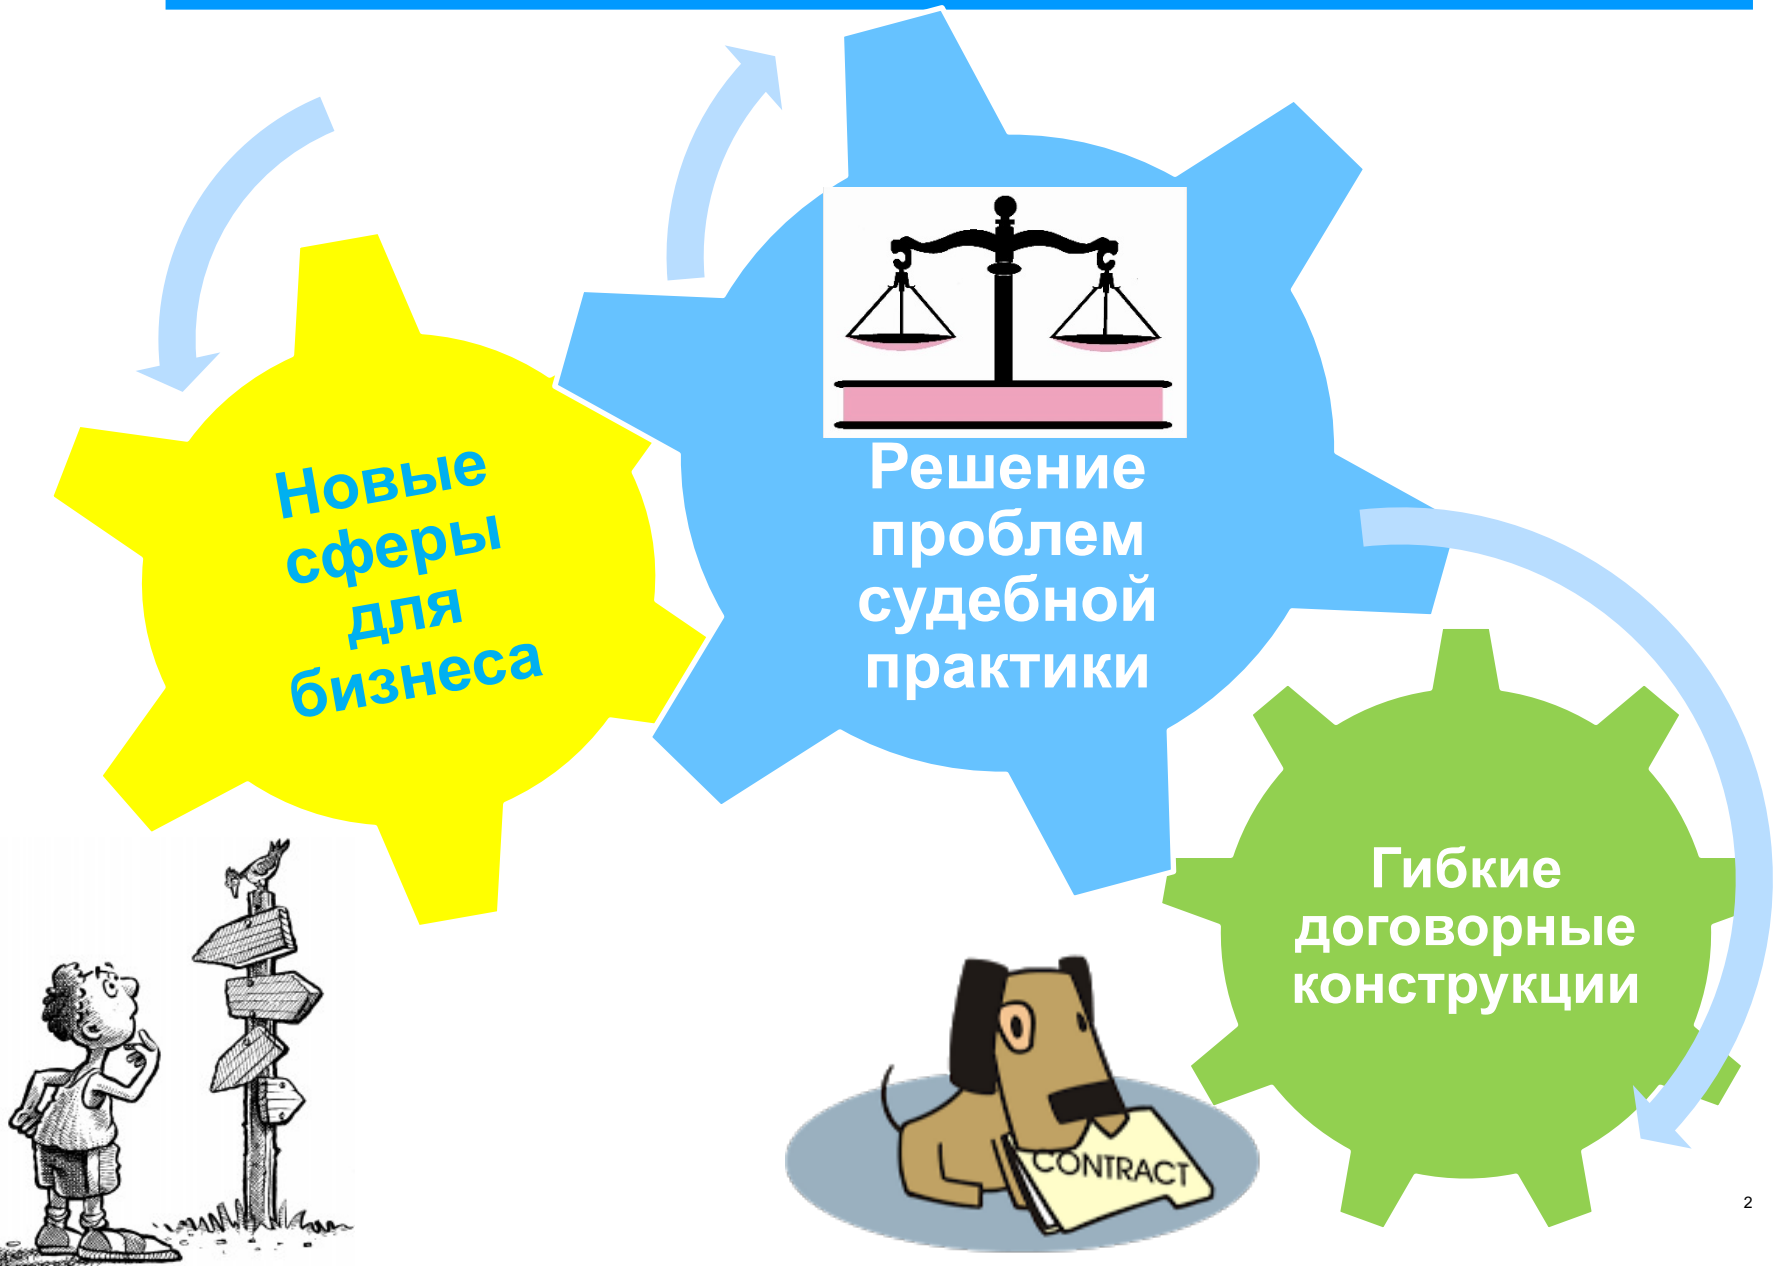 Новые
сферы
для
бизнеса
Решение
проблем
судебной
практики
Гибкие
договорные
конструкции
CONTRACT
2